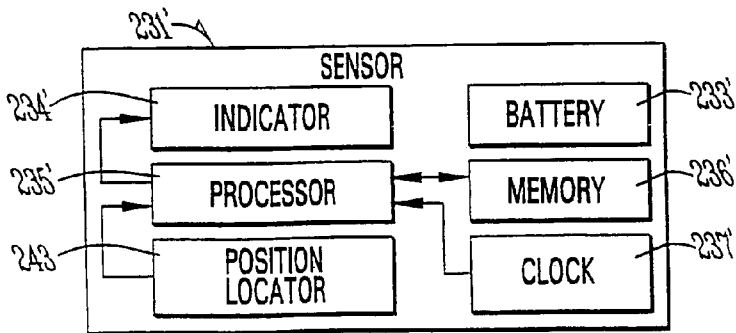 231'
SENSOR
234'
INDICATOR
BATTERY
233'
235'
PROCESSOR
MEMORY
236'
243
POSITION
LOCATOR
CLOCK
237'